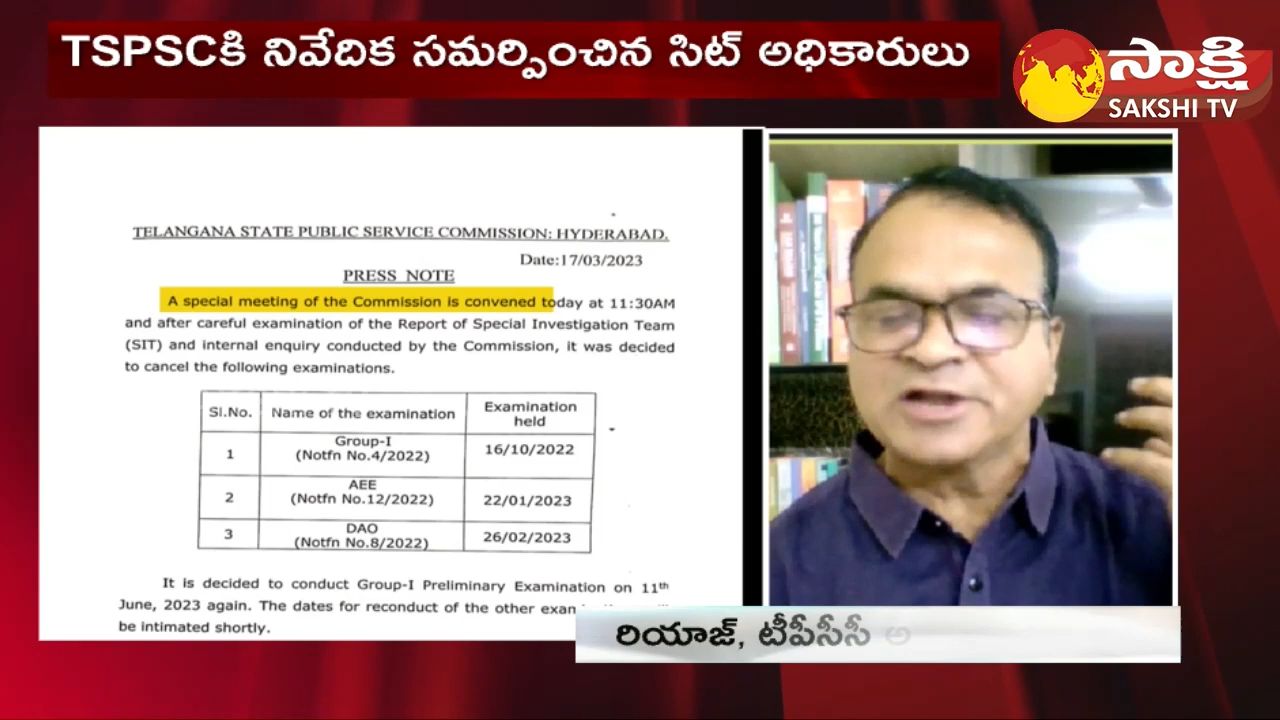 TSPSCకి నివేదిక సమర్పించిన సిట్ అధికారులు
సాక్షి
SAKSHI TV
TELANGANA STATE PUBLIC SERVICE COMMISSION: HYDERABAD.
Date:17/03/2023
PRESS NOTE
A special meeting of the Commission is convened today at 11:30AM
and after careful examination of the Report of Special Investigation Team
(SIT) and internal enquiry conducted by the Commission, it was decided
to cancel the following examinations.
Sl.No. Name of the examination Examination held
1 Group-I (Notfn No.4/2022) 16/10/2022
2 AEE (Notfn No.12/2022) 22/01/2023
3 DAO (Notfn No.8/2022) 26/02/2023
It is decided to conduct Group-I Preliminary Examination on 11th
June, 2023 again. The dates for reconduct of the other
be intimated shortly.
రియాజ్, టీపీసీసీ అ